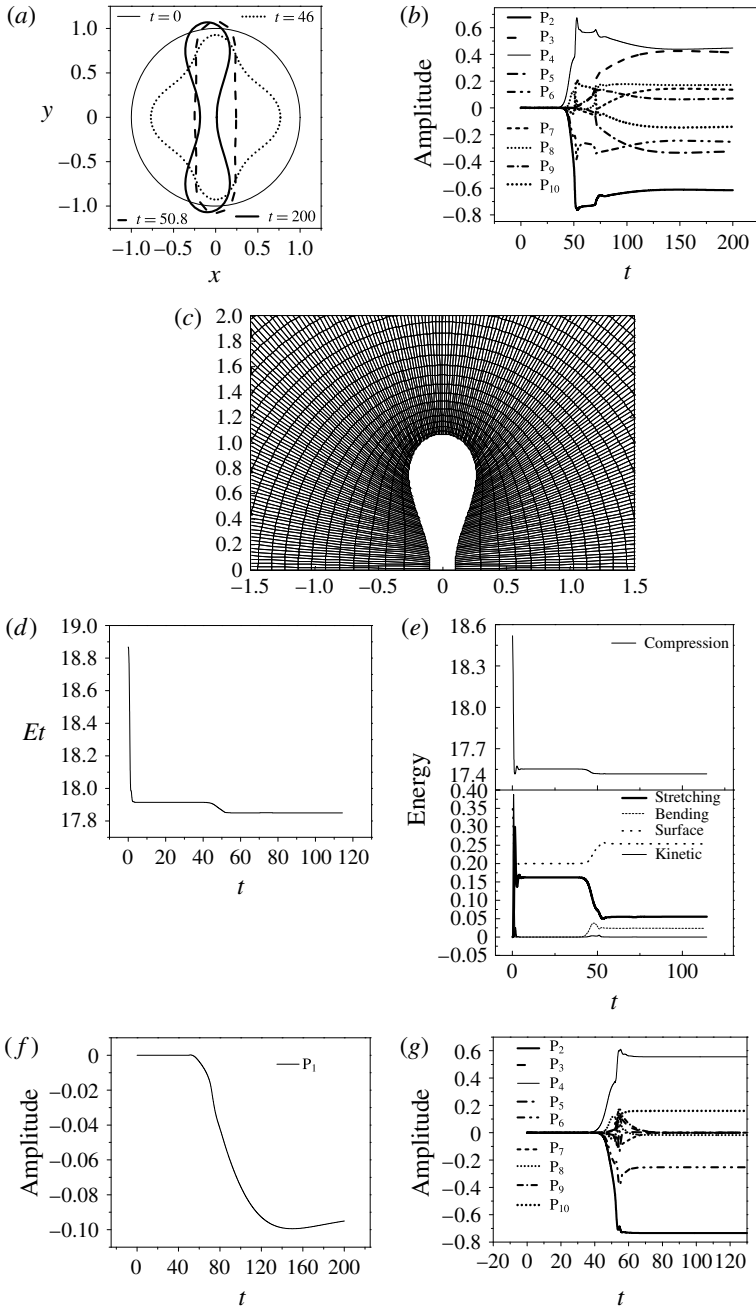 (a)
t = 0
t = 46
1.0
0.5
y
0
−0.5
−1.0
t = 50.8
t = 200
−1.0 −0.5 0 0.5 1.0
x
(b)
0.6
0.4
0.2
0
−0.2
−0.4
−0.6
−0.8
Amplitude
P2
P3
P4
P5
P6
P7
P8
P9
P10
0 50 100 150 200
t
(c)
2.0
1.8
1.6
1.4
1.2
1.0
0.8
0.6
0.4
0.2
0
−1.5 −1.0 −0.5 0 0.5 1.0 1.5
(d)
19.0
18.8
18.6
18.4
Et
18.2
18.0
17.8
0 20 40 60 80 100 120
t
(e)
18.6
Compression
18.3
18.0
17.7
17.4
Energy
0.40
Stretching
0.35
Bending
0.30
Surface
0.25
0.20
Kinetic
0.15
0.10
0.05
0
−0.05
0 50 100
t
(f)
0
P1
−0.02
−0.04
−0.06
−0.08
−0.10
Amplitude
0 40 80 120 160 200
t
(g)
0.6
0.4
0.2
0
−0.2
−0.4
−0.6
−0.8
Amplitude
P2
P3
P4
P5
P6
P7
P8
P9
P10
−20 0 20 40 60 80 100 120
t